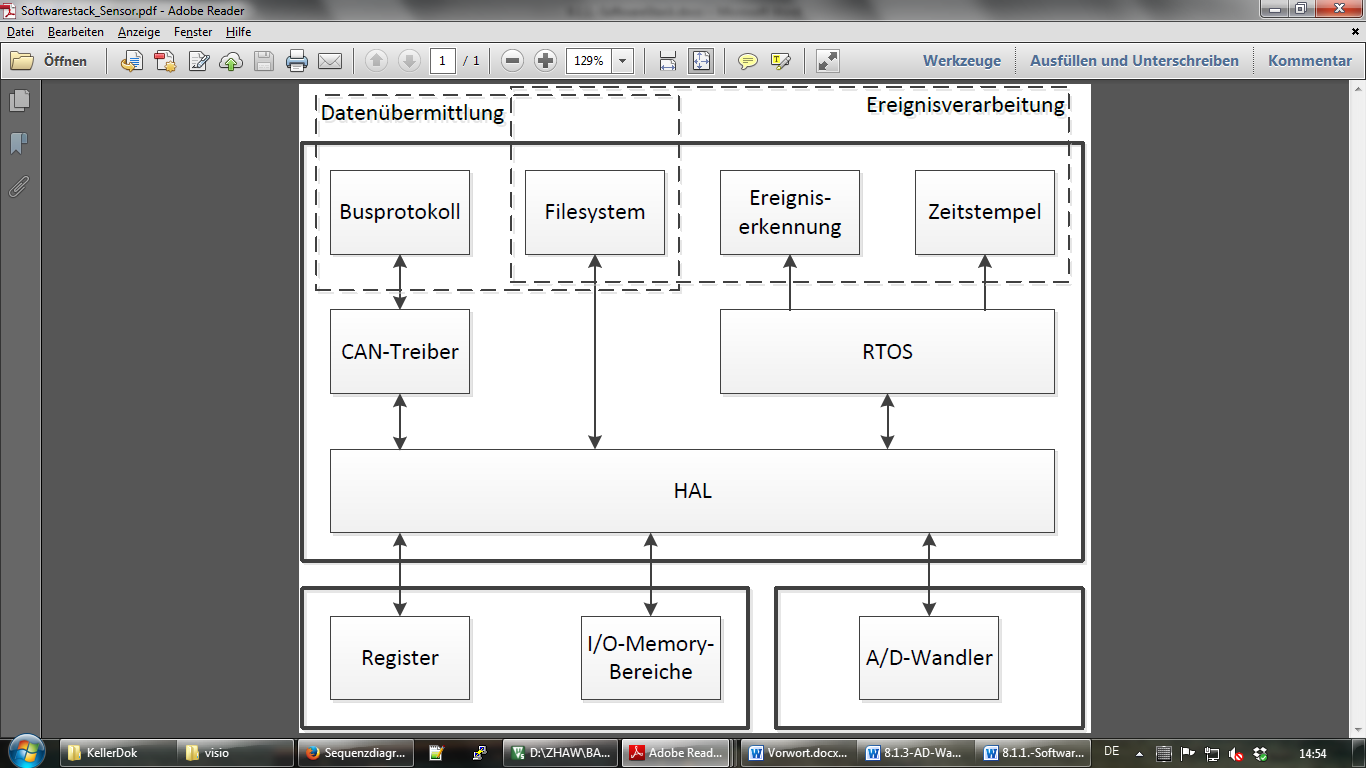 Softwarestack_Sensor.pdf - Adobe Reader
Datei Bearbeiten Anzeige Fenster Hilfe
Öffnen 1 / 1 129% Werkzeuge Ausfüllen und Unterschreiben Kommentar
Datenübermittlung
Ereignisverarbeitung
Busprotokoll
Filesystem
Ereignis-
erkennung
Zeitstempel
CAN-Treiber
RTOS
HAL
Register
I/O-Memory-
Bereiche
A/D-Wandler
KellerDok visio Sequenzdiagr... D:\ZHAW\BA... Adobe Read... Vorwort.docx... 8.1.3-AD-Wa... 8.1.1.-Softwar... DE 14:54